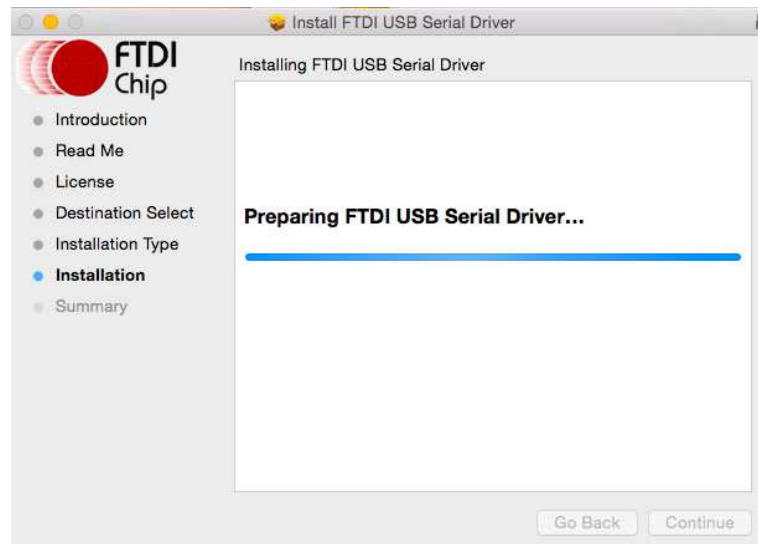 Install FTDI USB Serial Driver
FTDI
Chip
Installing FTDI USB Serial Driver
Introduction
Read Me
License
Destination Select
Installation Type
Installation
Summary
Preparing FTDI USB Serial Driver...
Go Back
Continue